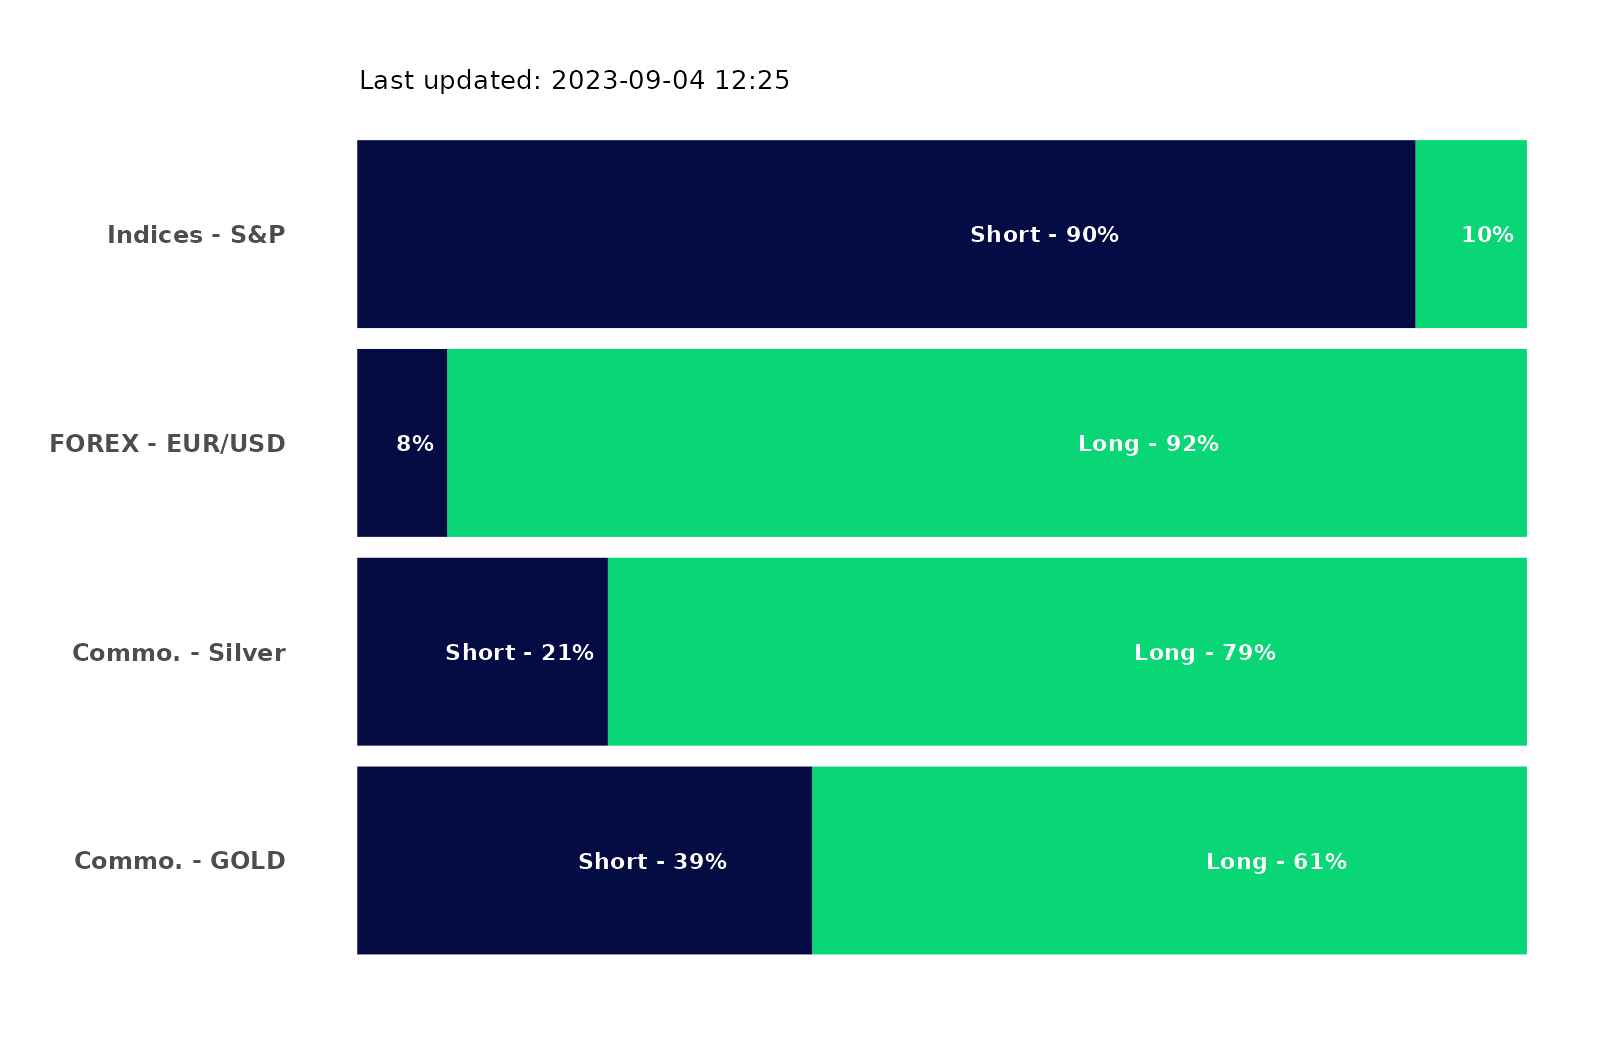 Last updated: 2023-09-04 12:25
Indices - S&P Short - 90% 10%
FOREX - EUR/USD 8% Long - 92%
Commo. - Silver Short - 21% Long - 79%
Commo. - GOLD Short - 39% Long - 61%